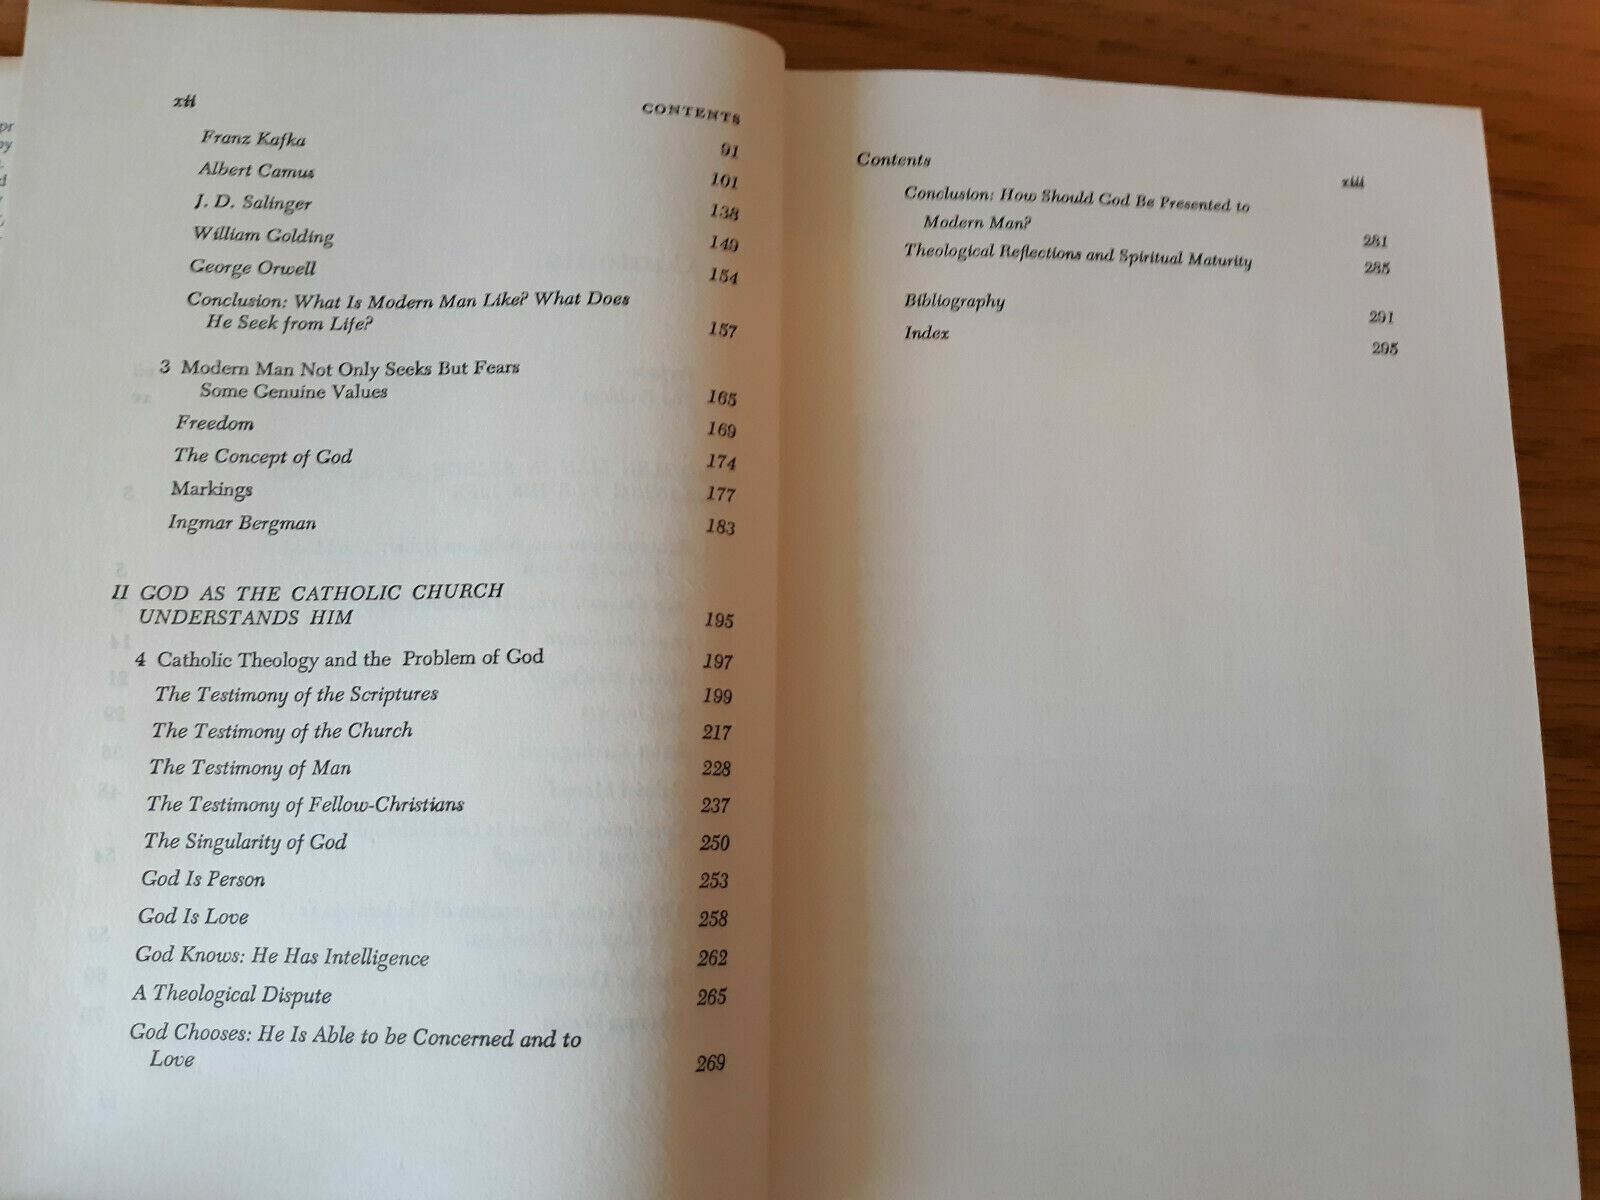 xii CONTENTS
Franz Kafka 91
Albert Camus 101
J. D. Salinger 138
William Golding 149
George Orwell 154
Conclusion: What Is Modern Man Like? What Does
He Seek from Life? 157
3 Modern Man Not Only Seeks But Fears
Some Genuine Values 165
Freedom 169
The Concept of God 174
Markings 177
Ingmar Bergman 183
II GOD AS THE CATHOLIC CHURCH
UNDERSTANDS HIM 195
4 Catholic Theology and the Problem of God 197
The Testimony of the Scriptures 199
The Testimony of the Church 217
The Testimony of Man 228
The Testimony of Fellow-Christians 237
The Singularity of God 250
God Is Person 253
God Is Love 258
God Knows: He Has Intelligence 262
A Theological Dispute 265
God Chooses: He Is Able to be Concerned and to
Love 269
Contents xiii
Conclusion: How Should God Be Presented to
Modern Man? 281
Theological Reflections and Spiritual Maturity 285
Bibliography 291
Index 295